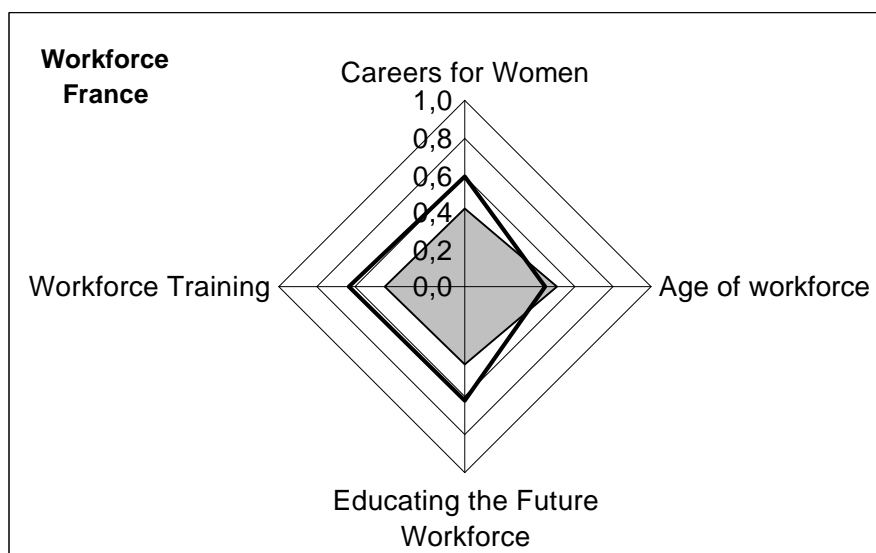 Workforce
France
Careers for Women
1,0
0,8
0,6
0,4
0,2
0,0
Workforce Training
Age of workforce
Educating the Future
Workforce